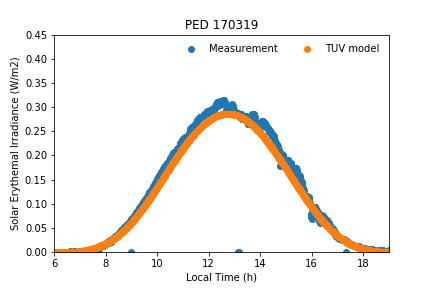 PED 170319
Measurement
TUV model
Solar Erythemal Irradiance (W/m2)
0.45
0.40
0.35
0.30
0.25
0.20
0.15
0.10
0.05
0.00
6 8 10 12 14 16 18
Local Time (h)